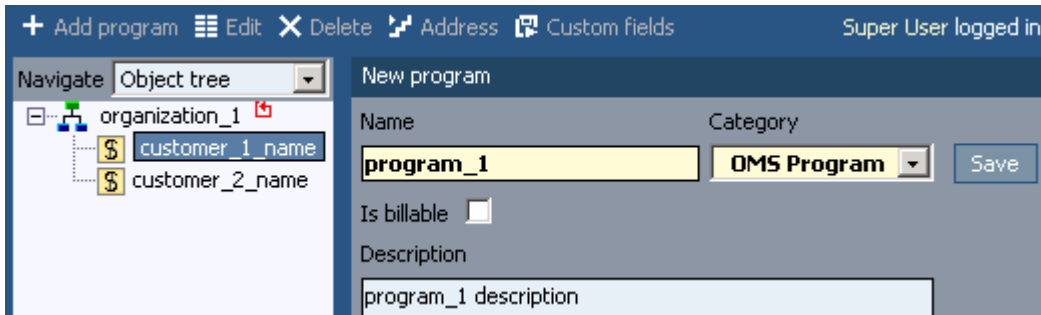 Add program Edit Delete Address Custom fields Super User logged in
Navigate Object tree
New program
organization_1
customer_1_name
customer_2_name
Name Category
program_1 OMS Program Save
Is billable
Description
program_1 description